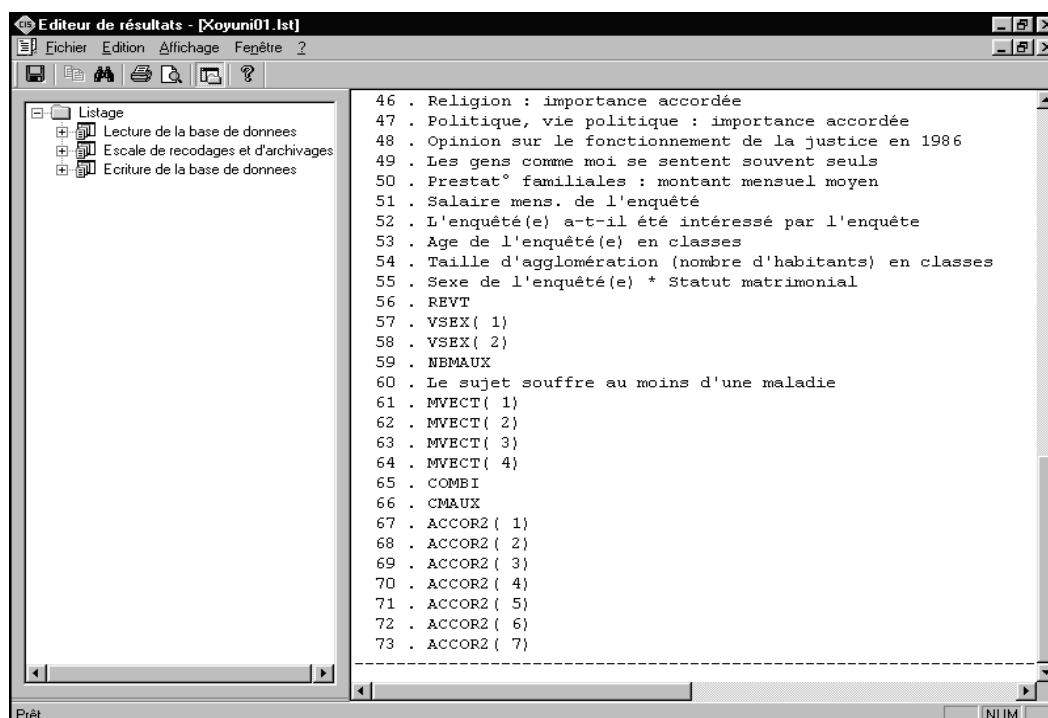 CIS Editeur de résultats - [Xoyuni01.lst]
Fichier Edition Affichage Fenêtre ?
Listage
Lecture de la base de donnees
Escale de recodages et d'archivages
Ecriture de la base de donnees
46 . Religion : importance accordée
47 . Politique, vie politique : importance accordée
48 . Opinion sur le fonctionnement de la justice en 1986
49 . Les gens comme moi se sentent souvent seuls
50 . Prestat° familiales : montant mensuel moyen
51 . Salaire mens. de l'enquêté
52 . L'enquêté(e) a-t-il été intéressé par l'enquête
53 . Age de l'enquêté(e) en classes
54 . Taille d'agglomération (nombre d'habitants) en classes
55 . Sexe de l'enquêté(e) * Statut matrimonial
56 . REVT
57 . VSEX( 1)
58 . VSEX( 2)
59 . NBMAUX
60 . Le sujet souffre au moins d'une maladie
61 . MVECT( 1)
62 . MVECT( 2)
63 . MVECT( 3)
64 . MVECT( 4)
65 . COMBI
66 . CMAUX
67 . ACCOR2( 1)
68 . ACCOR2( 2)
69 . ACCOR2( 3)
70 . ACCOR2( 4)
71 . ACCOR2( 5)
72 . ACCOR2( 6)
73 . ACCOR2( 7)
Prêt NUM